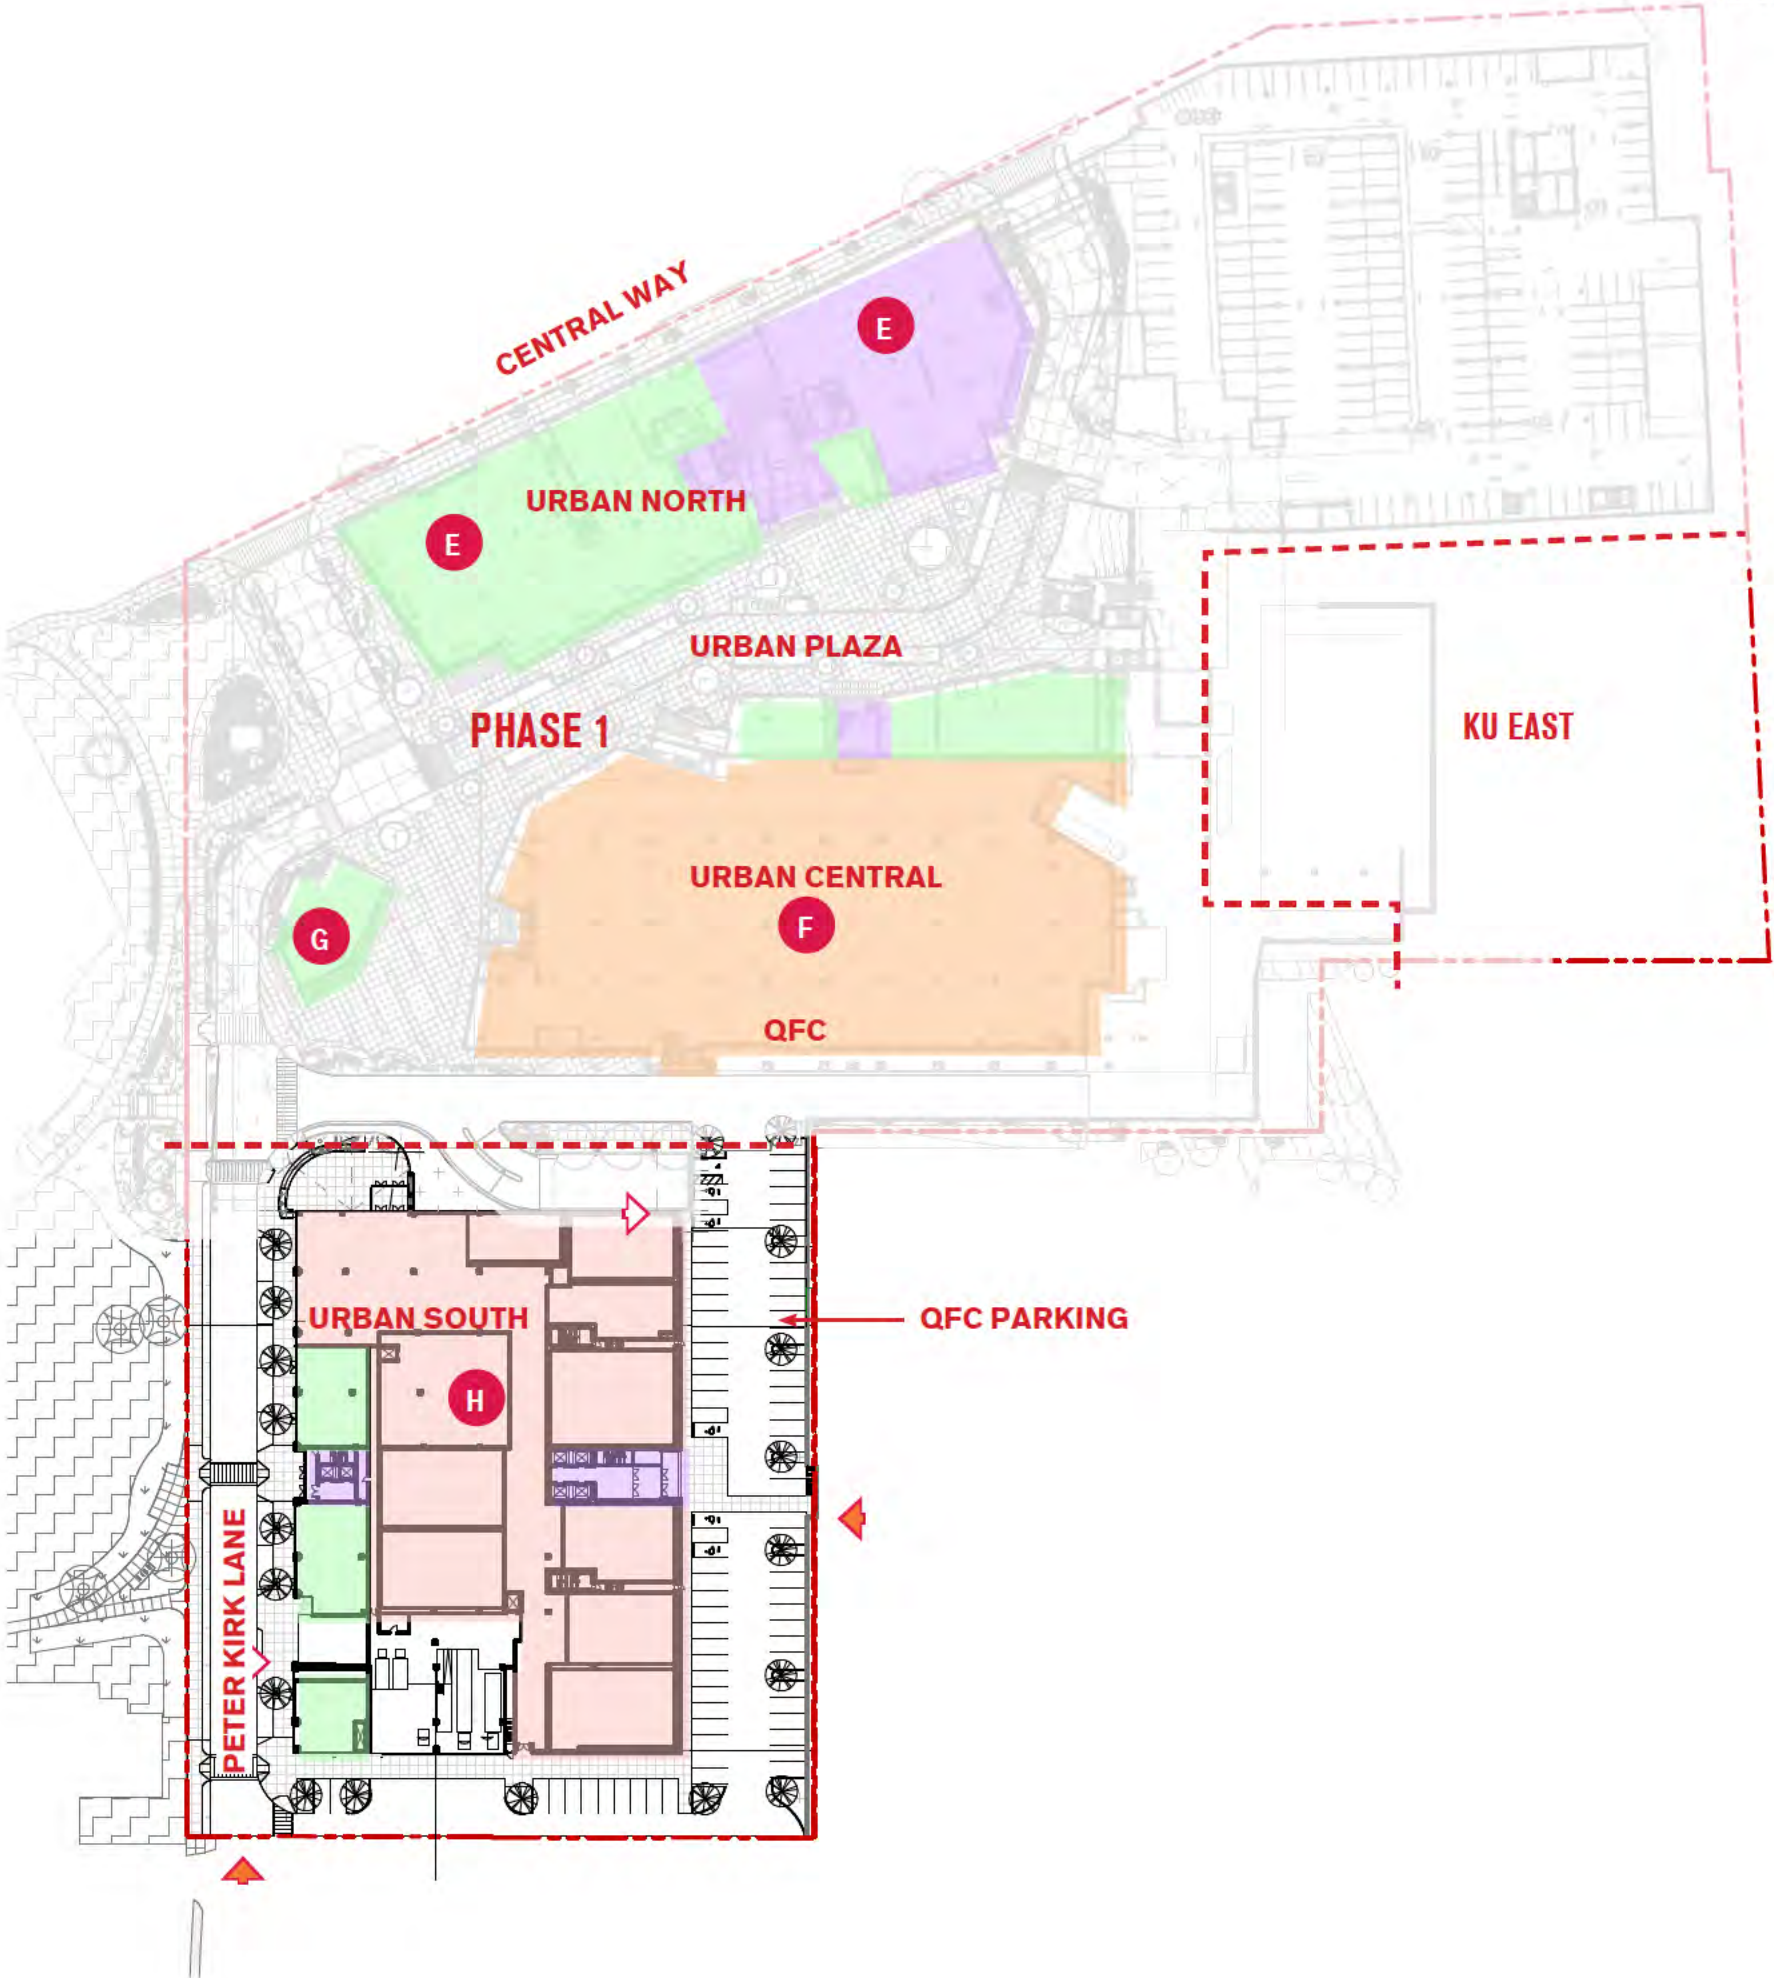 CENTRAL WAY
E
URBAN NORTH
E
URBAN PLAZA
PHASE 1
KU EAST
URBAN CENTRAL
F
G
QFC
URBAN SOUTH
QFC PARKING
H
PETER KIRK LANE